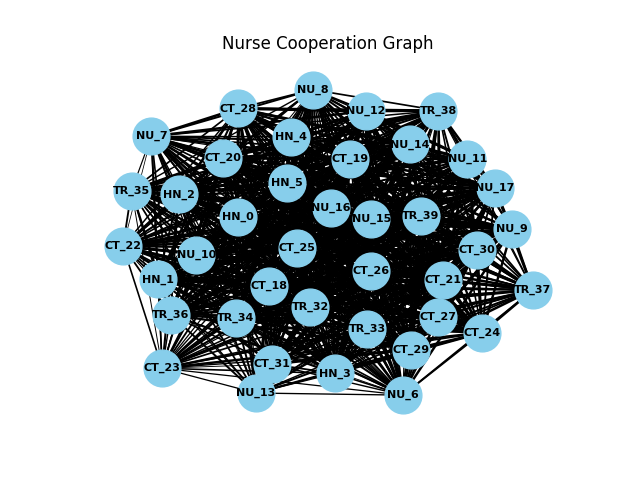 Nurse Cooperation Graph
NU_8
CT_28
NU_12
TR_38
NU_7
HN_4
NU_14
CT_20
CT_19
NU_11
HN_5
TR_35
HN_2
NU_17
NU_16
HN_0
NU_15
TR_39
NU_9
CT_22
CT_25
CT_30
NU_10
CT_26
HN_1
CT_21
CT_18
TR_37
TR_32
TR_36
TR_34
CT_27
TR_33
CT_24
CT_29
CT_31
CT_23
HN_3
NU_13
NU_6